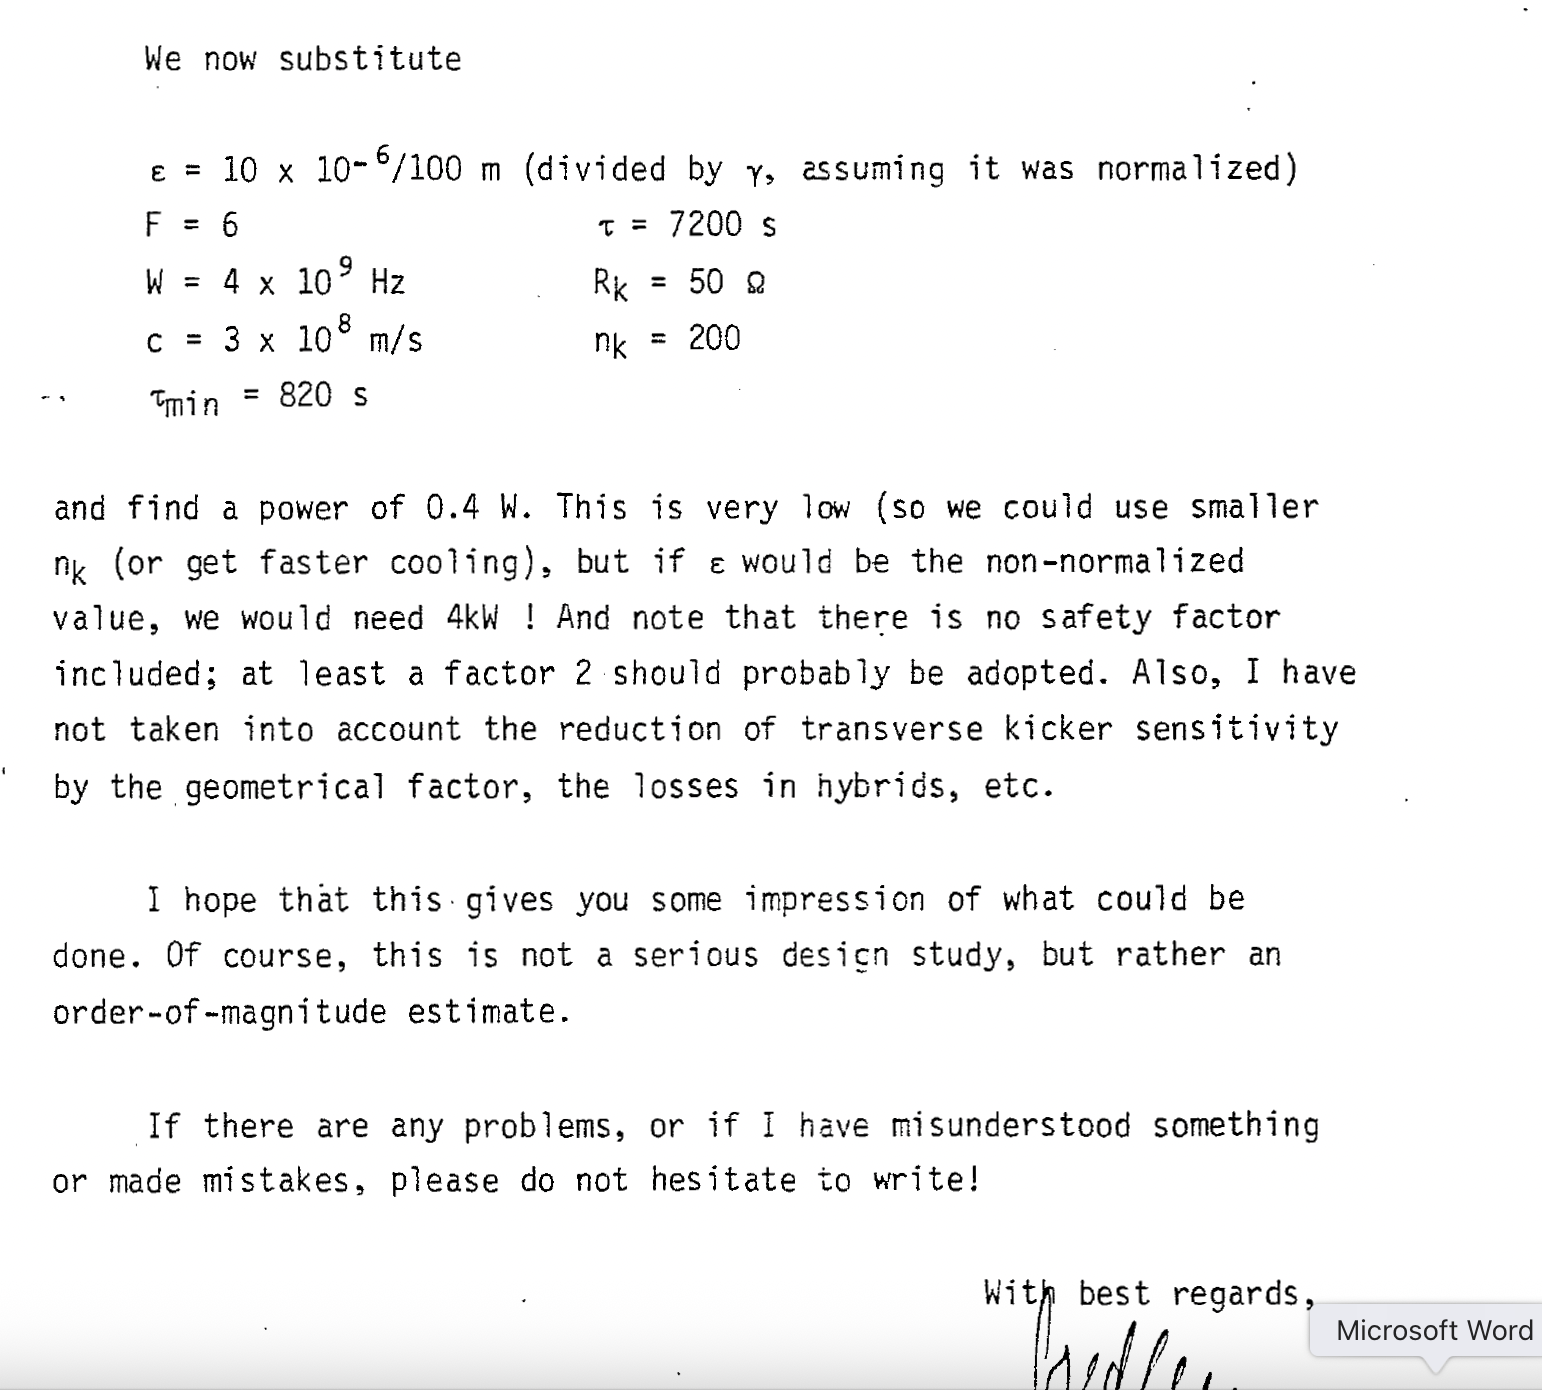 We now substitute
ε = 10 x 10-6/100 m (divided by γ, assuming it was normalized)
F = 6 τ = 7200 s
W = 4 x 10⁹ Hz Rk = 50 Ω
c = 3 x 10⁸ m/s nk = 200
τmin = 820 s
and find a power of 0.4 W. This is very low (so we could use smaller
nk (or get faster cooling), but if ε would be the non-normalized
value, we would need 4kW ! And note that there is no safety factor
included; at least a factor 2 should probably be adopted. Also, I have
not taken into account the reduction of transverse kicker sensitivity
by the geometrical factor, the losses in hybrids, etc.
I hope that this gives you some impression of what could be
done. Of course, this is not a serious design study, but rather an
order-of-magnitude estimate.
If there are any problems, or if I have misunderstood something
or made mistakes, please do not hesitate to write!
With best regards,
Microsoft Word